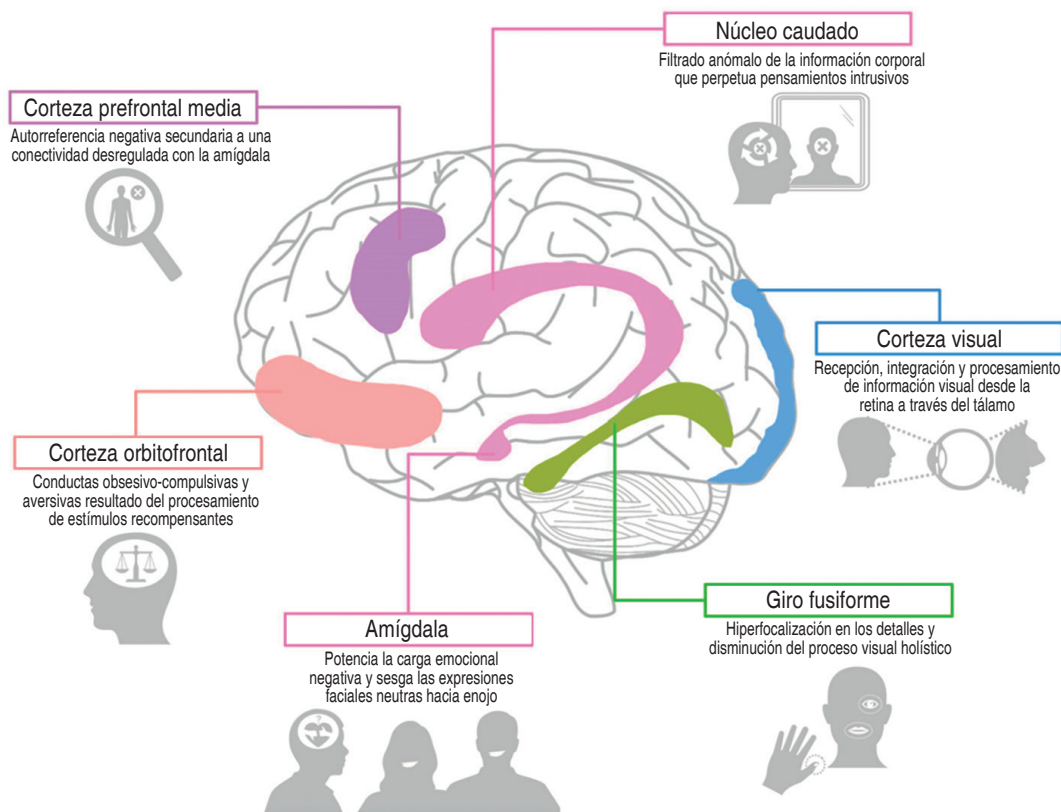 Núcleo caudado
Filtrado anómalo de la información corporal
que perpetua pensamientos intrusivos
Corteza prefrontal media
Autorreferencia negativa secundaria a una
conectividad desregulada con la amígdala
Corteza visual
Recepción, integración y procesamiento
de información visual desde la
retina a través del tálamo
Corteza orbitofrontal
Conductas obsesivo-compulsivas y
aversivas resultado del procesamiento
de estímulos recompensantes
Giro fusiforme
Hiperfocalización en los detalles y
disminución del proceso visual holístico
Amígdala
Potencia la carga emocional
negativa y sesga las expresiones
faciales neutras hacia enojo
?